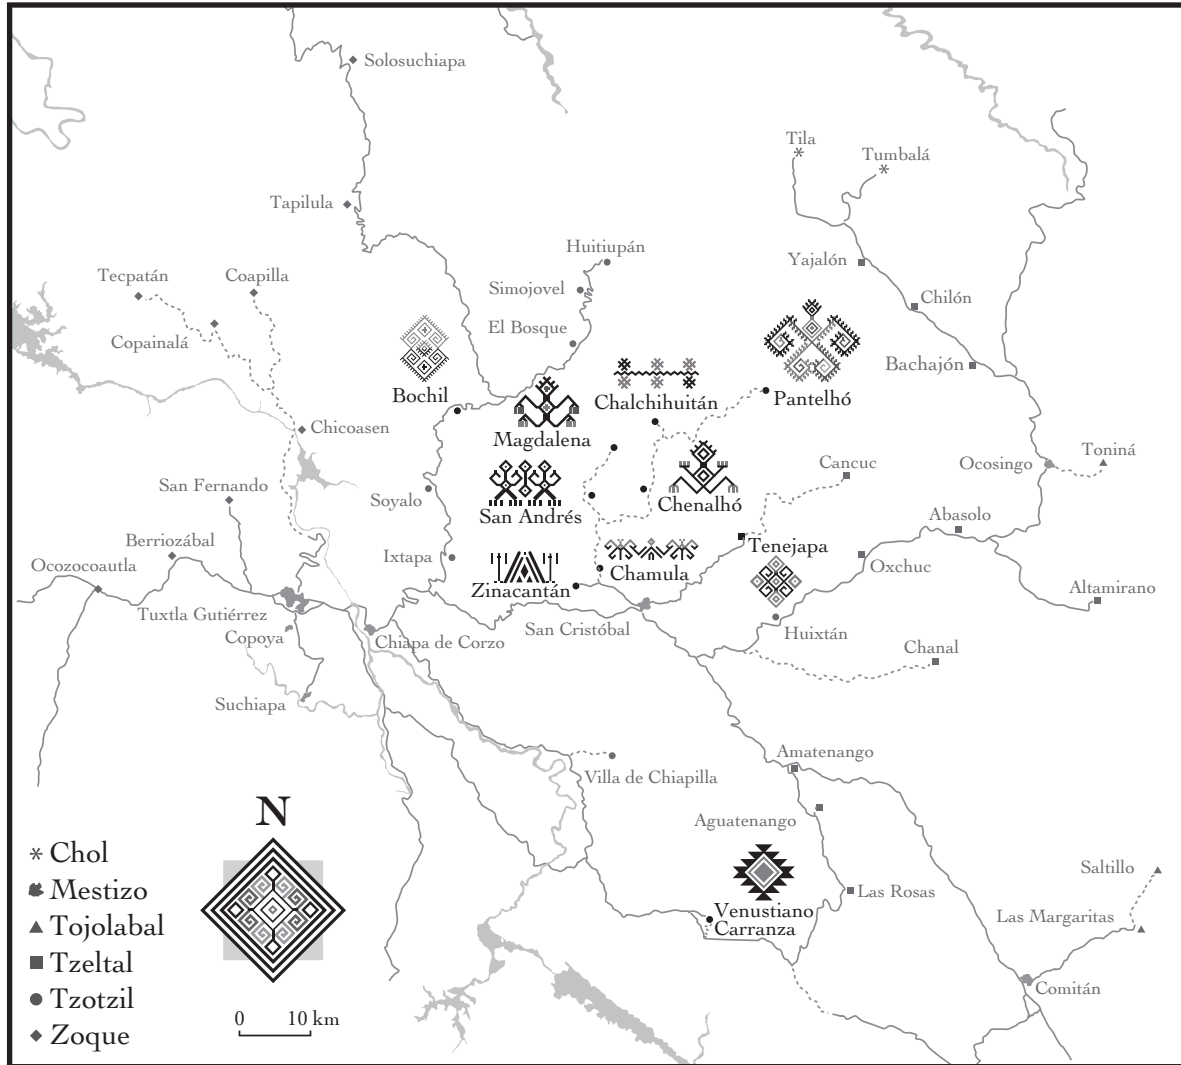 Solosuchiapa
Tila
Tumbalá
Tapilula
Huitiupán
Yajalón
Tecpatán
Coapilla
Simojovel
Chilón
El Bosque
Copainalá
Bachajón
Bochil
Chalchihuitán
Pantelhó
Chicoasen
Magdalena
Toniná
Ocosingo
Cancuc
San Fernando
Soyalo
Chenalhó
San Andrés
Abasolo
Berriozábal
Tenejapa
Ixtapa
Ocozocoautla
Chamula
Oxchuc
Zinacantán
Altamirano
Tuxtla Gutiérrez
San Cristóbal
Huixtán
Copoya
Chiapa de Corzo
Chanal
Suchiapa
Amatenango
Villa de Chiapilla
N
Aguatenango
Chol
Saltillo
Mestizo
Las Rosas
Venustiano
Carranza
Las Margaritas
Tojolabal
Tzeltal
Comitán
Tzotzil
0 10 km
Zoque